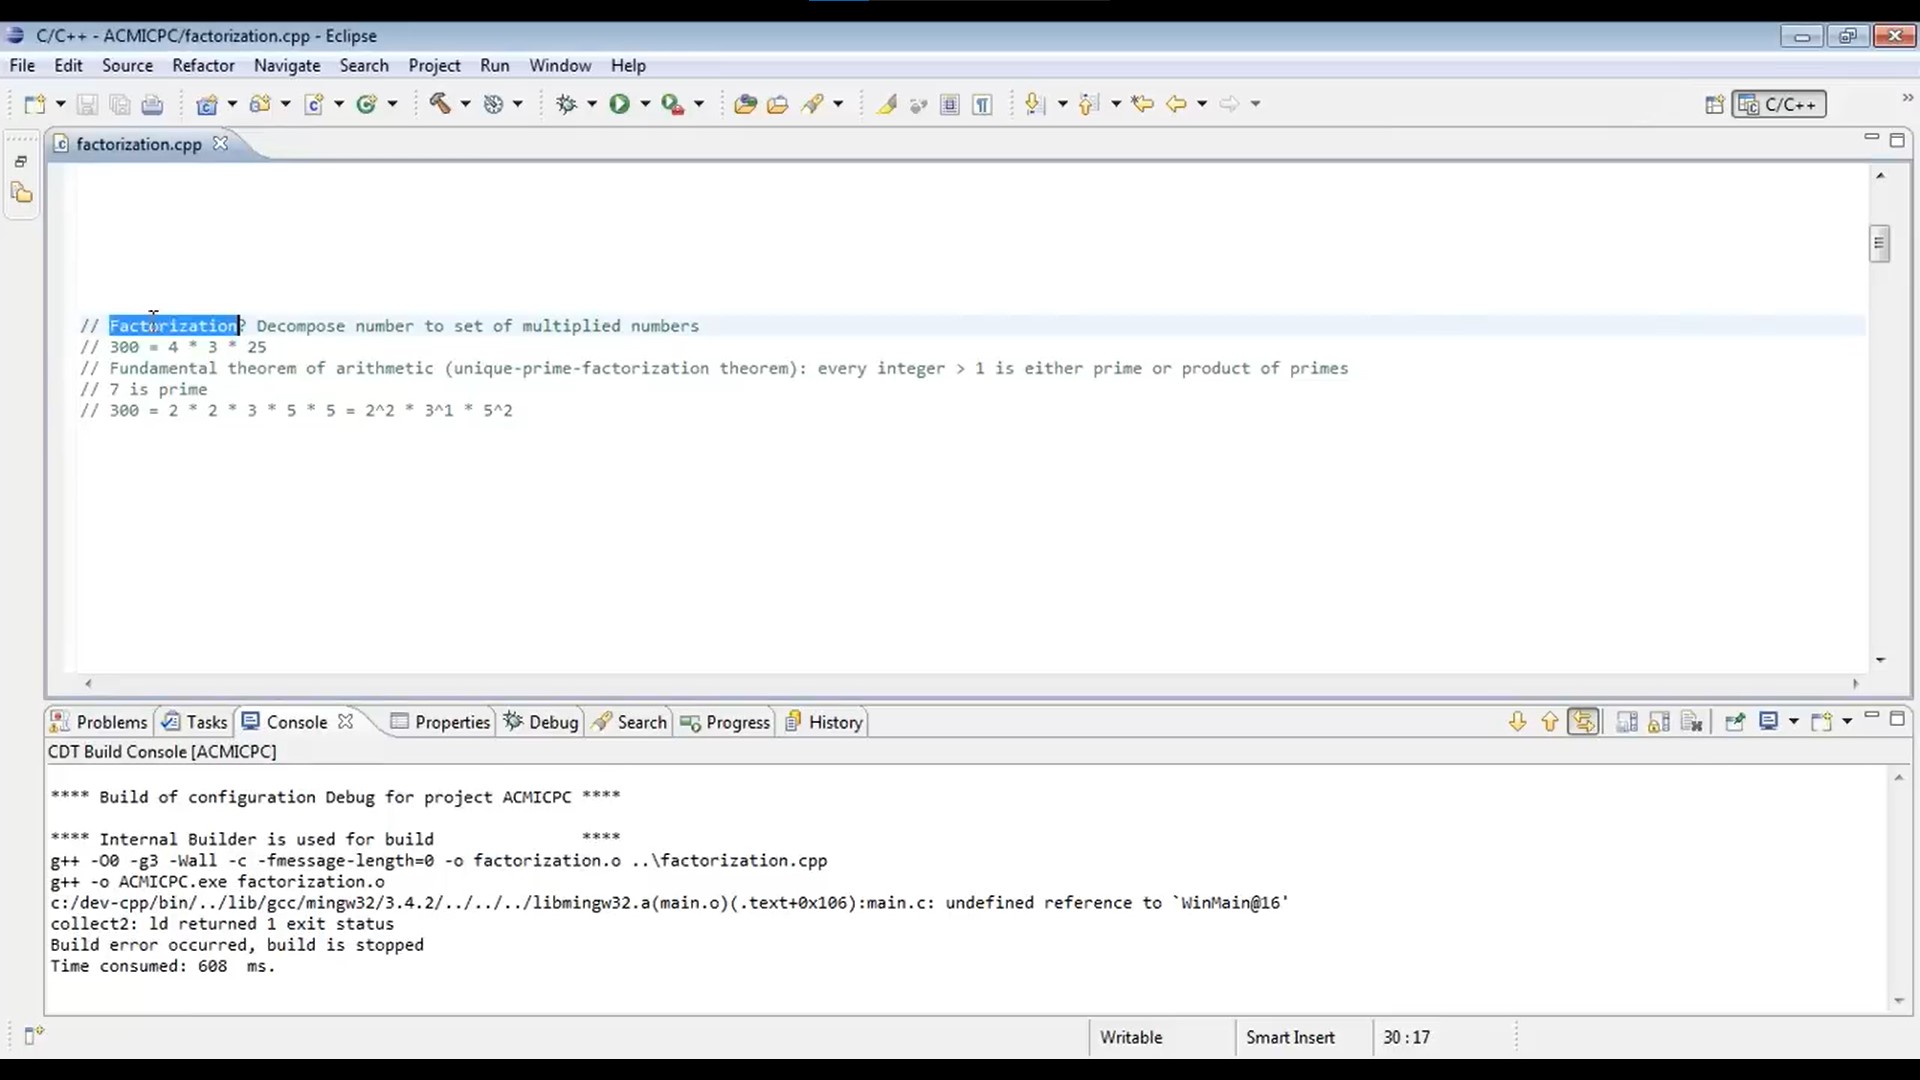 C/C++ - ACMICPC/factorization.cpp - Eclipse
File Edit Source Refactor Navigate Search Project Run Window Help
C/C++
factorization.cpp
// Factorization? Decompose number to set of multiplied numbers
// 300 = 4 * 3 * 25
// Fundamental theorem of arithmetic (unique-prime-factorization theorem): every integer > 1 is either prime or product of primes
// 7 is prime
// 300 = 2 * 2 * 3 * 5 * 5 = 2^2 * 3^1 * 5^2
Problems Tasks Console Properties Debug Search Progress History
CDT Build Console [ACMICPC]
**** Build of configuration Debug for project ACMICPC ****
**** Internal Builder is used for build ****
g++ -O0 -g3 -Wall -c -fmessage-length=0 -o factorization.o ..\factorization.cpp
g++ -o ACMICPC.exe factorization.o
c:/dev-cpp/bin/../lib/gcc/mingw32/3.4.2/../../../libmingw32.a(main.o)(.text+0x106):main.c: undefined reference to `WinMain@16'
collect2: ld returned 1 exit status
Build error occurred, build is stopped
Time consumed: 608 ms.
Writable Smart Insert 30 : 17